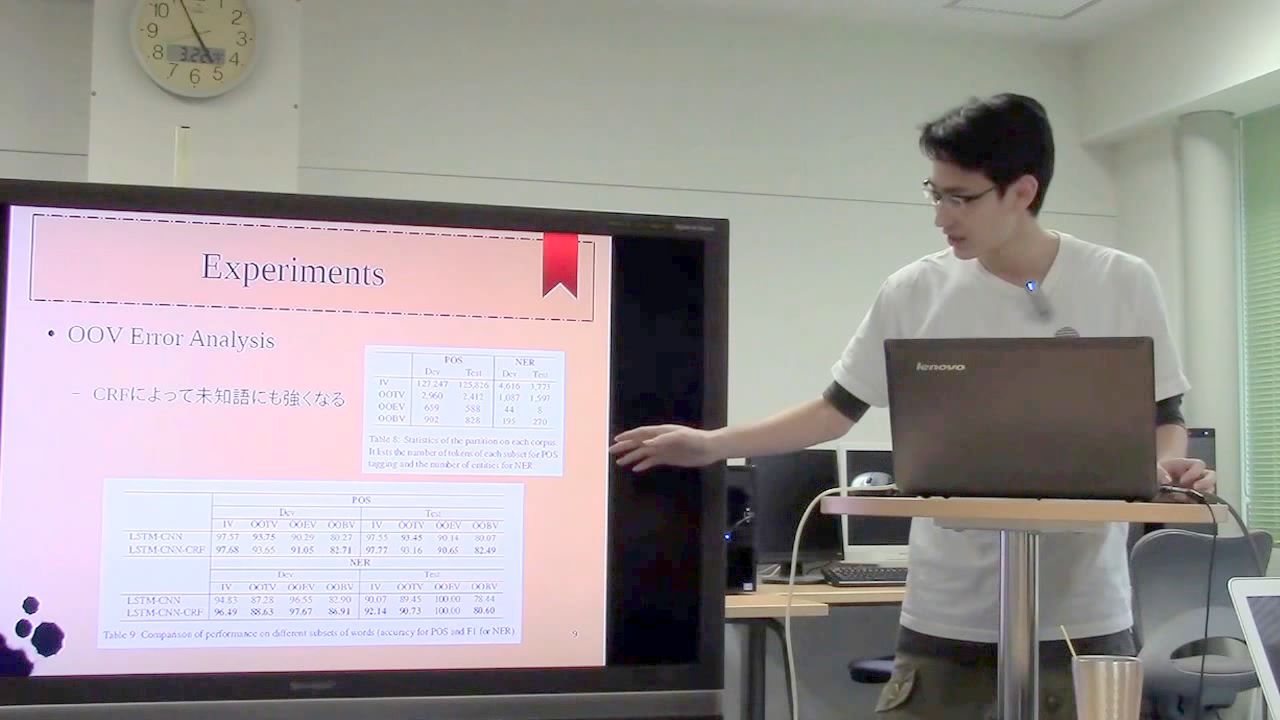 12 3 4 5 6 7 8 9
Experiments
• OOV Error Analysis
– CRFによって未知語にも強くなる
POS NER
Dev Test Dev Test
IV 127,247 125,826 4,616 3,773
OOTV 2,960 2,412 1,087 1,597
OOEV 659 588 44 8
OOBV 992 828 195 270
Table 8: Statistics of the partition on each corpus.
It lists the number of tokens of each subset for POS
tagging and the number of entities for NER
POS
Dev Test
IV OOTV OOEV OOBV IV OOTV OOEV OOBV
LSTM-CNN 97.57 93.75 90.29 80.27 97.55 93.45 90.14 80.07
LSTM-CNN-CRF 97.68 93.65 91.05 82.71 97.77 93.16 90.65 82.49
NER
Dev Test
IV OOTV OOEV OOBV IV OOTV OOEV OOBV
LSTM-CNN 94.83 87.28 96.55 82.90 90.07 89.45 100.00 78.44
LSTM-CNN-CRF 96.49 88.63 97.67 86.91 92.14 90.73 100.00 80.60
Table 9: Comparison of performance on different subsets of words (accuracy for POS and F1 for NER).
9
lenovo